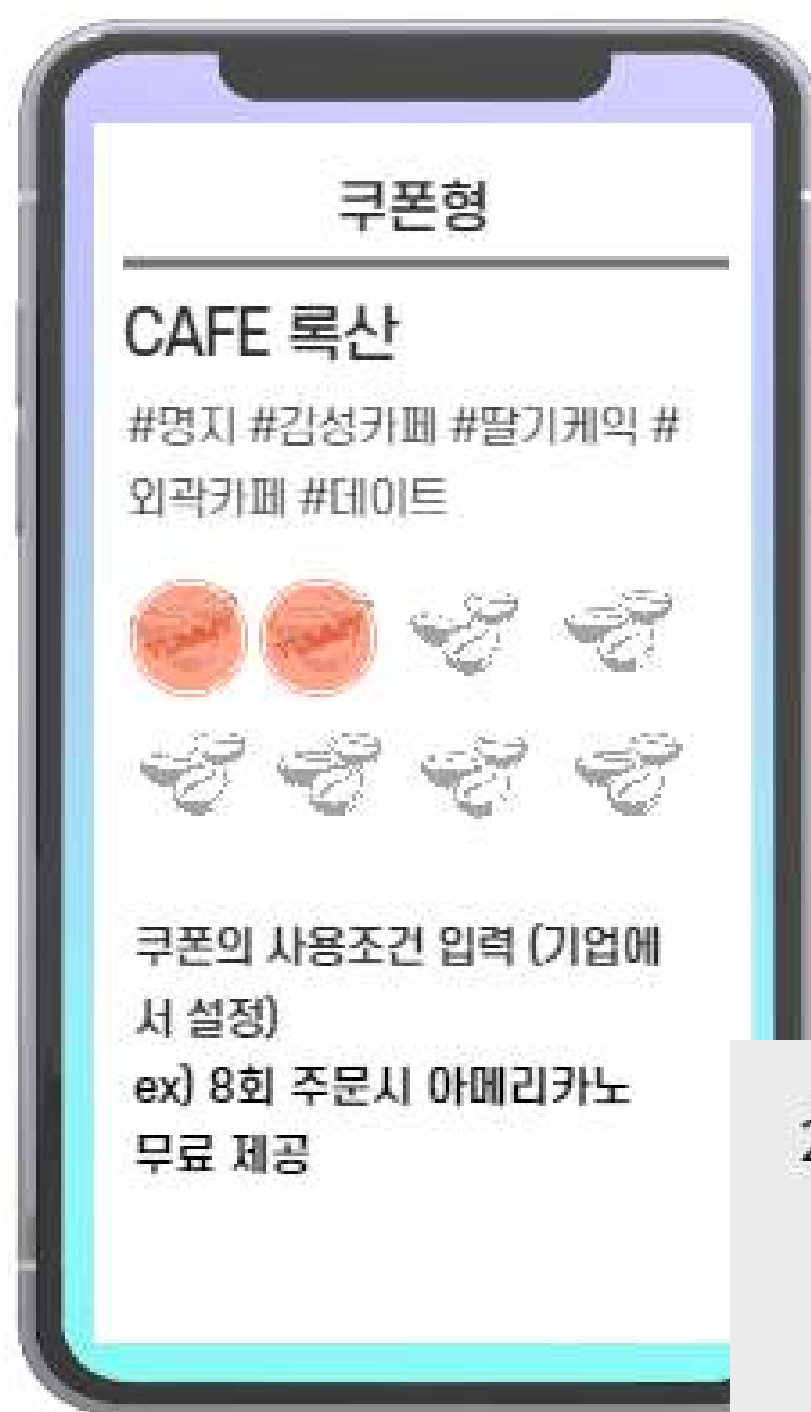 쿠폰형
CAFE 록산
#명지 #감성카페 #딸기케익 #
외곽카페 #데이트
쿠폰의 사용조건 입력 (기업에
서 설정)
ex) 8회 주문시 아메리카노
무료 제공